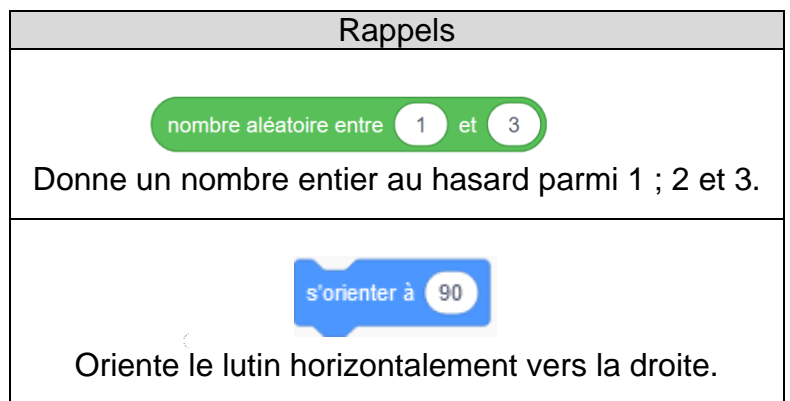 Rappels
nombre aléatoire entre 1 et 3
Donne un nombre entier au hasard parmi 1 ; 2 et 3.
s'orienter à 90
Oriente le lutin horizontalement vers la droite.